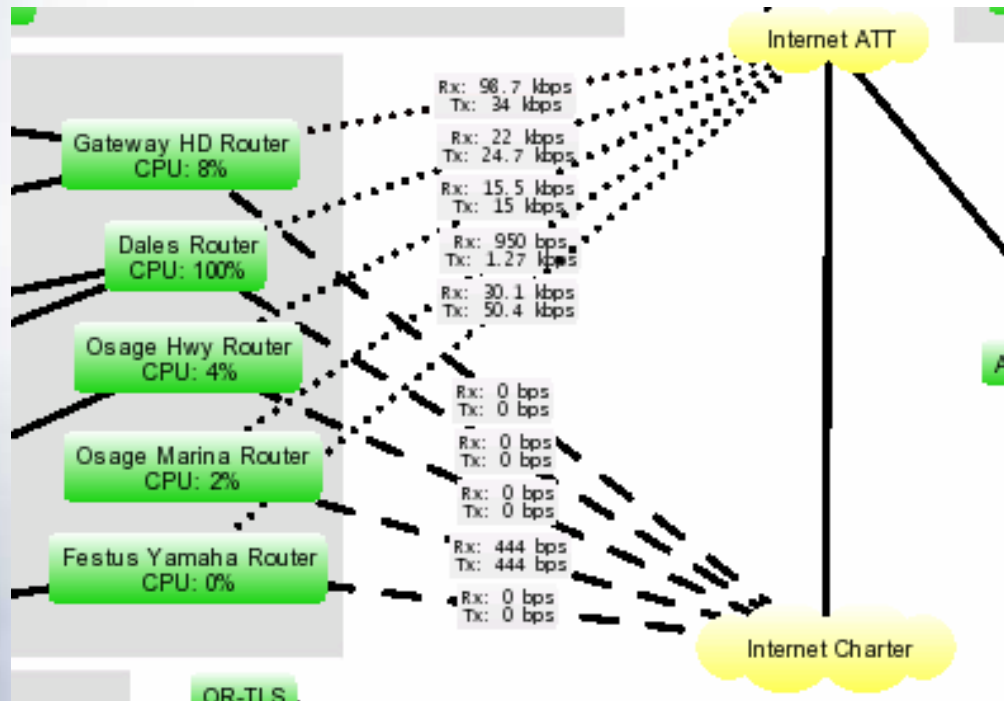 Internet ATT
Rx: 98.7 kbps
Tx: 34 kbps
Gateway HD Router
CPU: 8%
Rx: 22 kbps
Tx: 24.7 kbps
Rx: 15.5 kbps
Tx: 15 kbps
Dales Router
CPU: 100%
Rx: 950 bps
Tx: 1.27 kbps
Rx: 30.1 kbps
Tx: 50.4 kbps
Osage Hwy Router
CPU: 4%
A
Rx: 0 bps
Tx: 0 bps
Osage Marina Router
CPU: 2%
Rx: 0 bps
Tx: 0 bps
Rx: 0 bps
Tx: 0 bps
Festus Yamaha Router
CPU: 0%
Rx: 444 bps
Tx: 444 bps
Rx: 0 bps
Tx: 0 bps
Internet Charter
OR-TLS